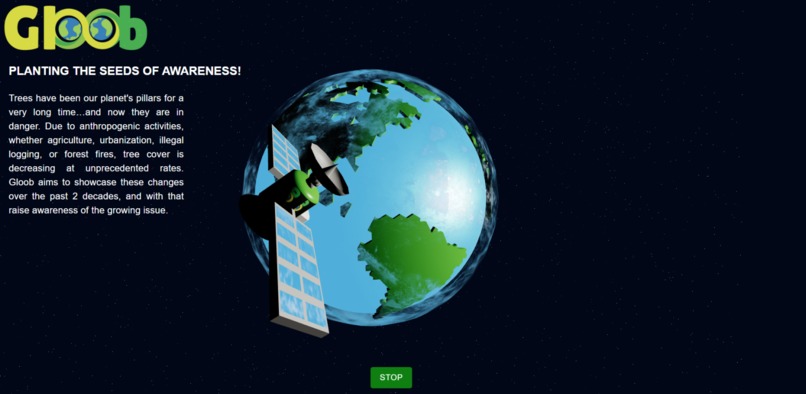 Gloob
PLANTING THE SEEDS OF AWARENESS!
Trees have been our planet's pillars for a
very long time...and now they are in
danger. Due to anthropogenic activities,
whether agriculture, urbanization, illegal
logging, or forest fires, tree cover is
decreasing at unprecedented rates.
Gloob aims to showcase these changes
over the past 2 decades, and with that
raise awareness of the growing issue.
STOP